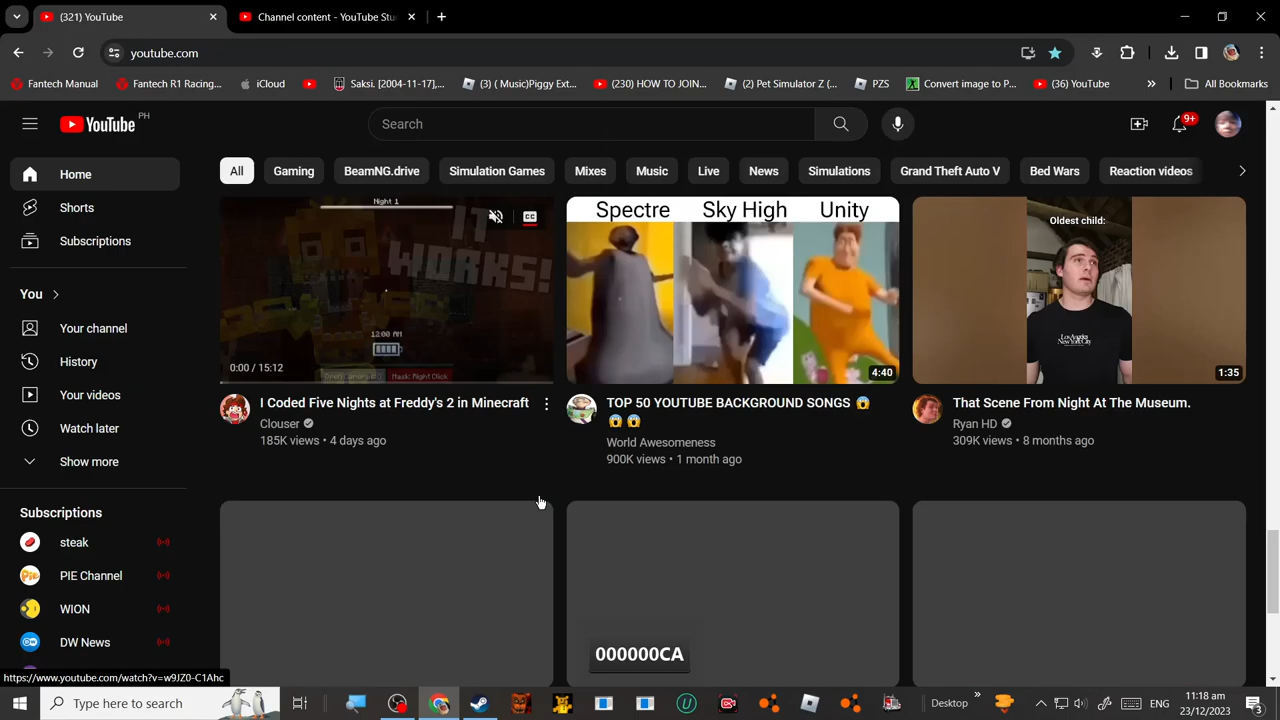 (321) YouTube
Channel content - YouTube Stu
youtube.com
Fantech Manual
Fantech R1 Racing...
iCloud
Saksi. [2004-11-17],...
(3) ( Music)Piggy Ext...
(230) HOW TO JOIN...
(2) Pet Simulator Z (...
PZS
Convert image to P...
(36) YouTube
»
All Bookmarks
YouTube PH
Search
9+
All
Gaming
BeamNG.drive
Simulation Games
Mixes
Music
Live
News
Simulations
Grand Theft Auto V
Bed Wars
Reaction videos
Home
Shorts
Subscriptions
You
Your channel
History
Your videos
Watch later
Show more
Subscriptions
steak
PIE Channel
WION
DW News
Night 1
CC
IT
WORKS!
12:00 AM
Mask: Right Click
0:00 / 15:12
I Coded Five Nights at Freddy's 2 in Minecraft
Clouser
185K views • 4 days ago
Spectre Sky High Unity
4:40
TOP 50 YOUTUBE BACKGROUND SONGS 😱
😱 😱
World Awesomeness
900K views • 1 month ago
Oldest child:
1:35
That Scene From Night At The Museum.
Ryan HD
309K views • 8 months ago
000000CA
https://www.youtube.com/watch?v=w9JZ0-C1Ahc
Type here to search
Desktop
»
ENG
11:18 am
23/12/2023
3